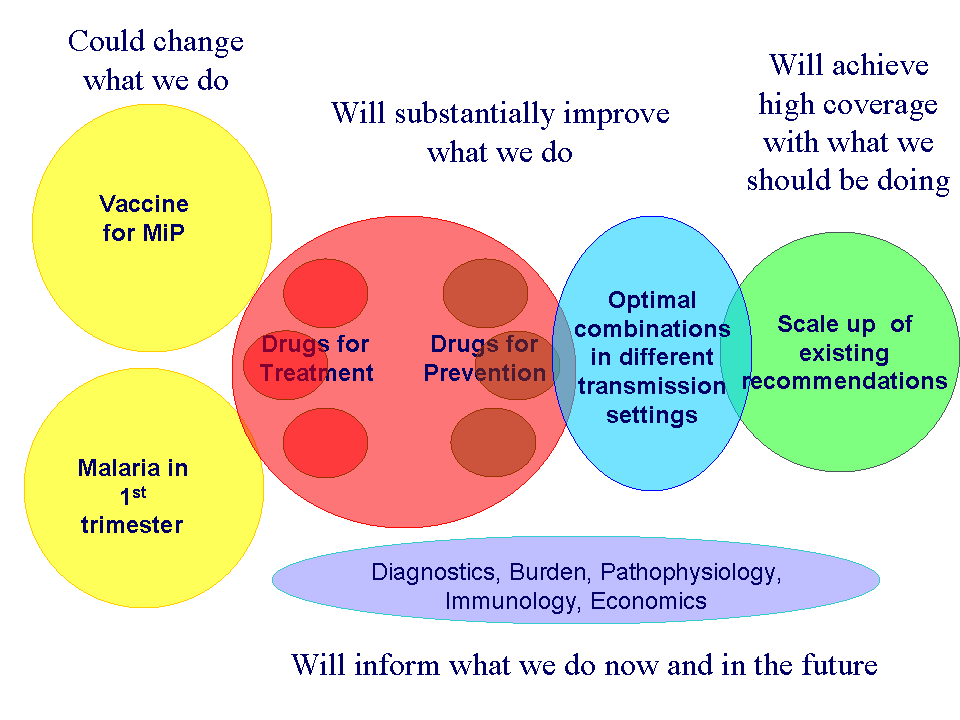 Could change
what we do
Will substantially improve
what we do
Will achieve
high coverage
with what we
should be doing
Vaccine
for MiP
Malaria in
1st
trimester
Drugs for
Treatment
Drugs for
Prevention
Optimal
combinations
in different
transmission
settings
Scale up of
existing
recommendations
Diagnostics, Burden, Pathophysiology,
Immunology, Economics
Will inform what we do now and in the future